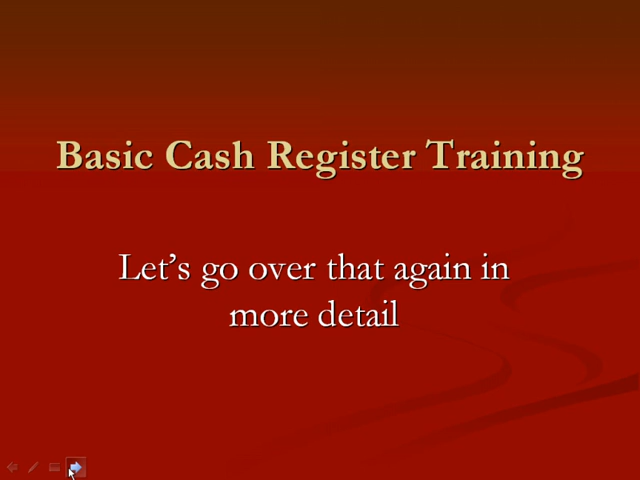 Basic Cash Register Training
Let’s go over that again in
more detail